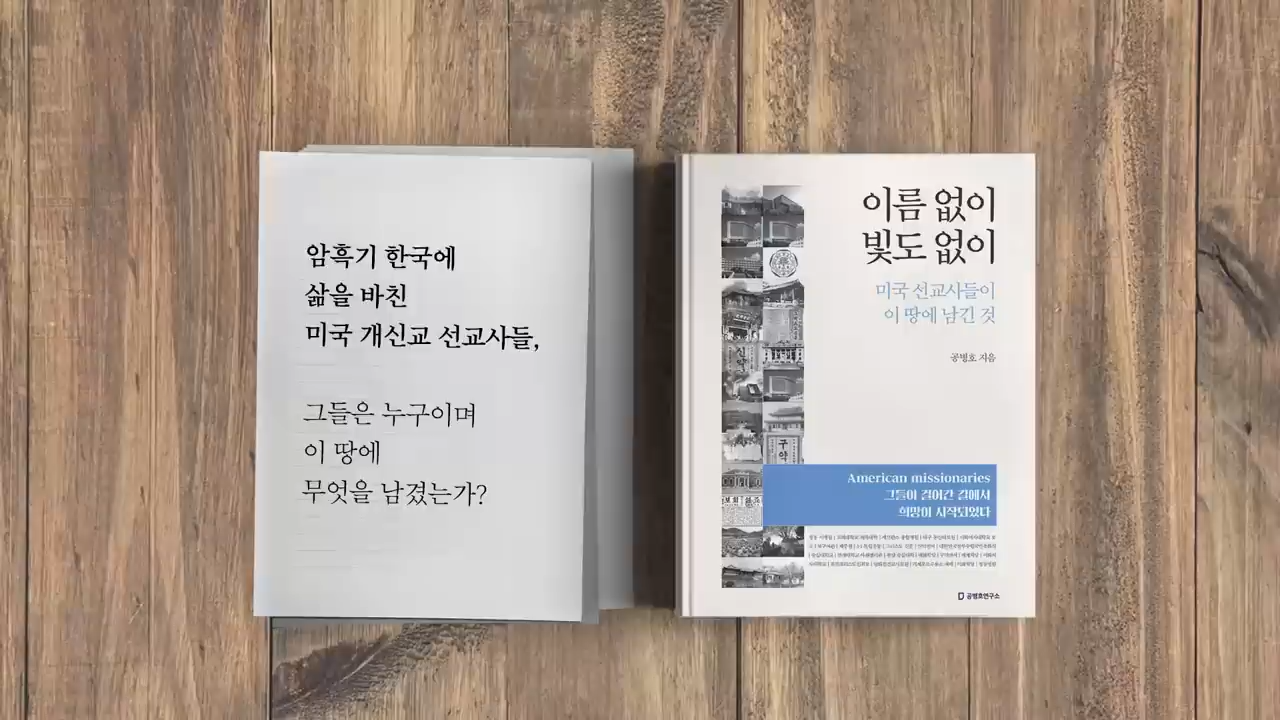 암흑기 한국에
삶을 바친
미국 개신교 선교사들,
그들은 누구이며
이 땅에
무엇을 남겼는가?
이름 없이
빛도 없이
미국 선교사들이
이 땅에 남긴 것
공병호 지음
구약
American missionaries
그들이 걸어간 길에서
희망이 시작되었다
공병호연구소